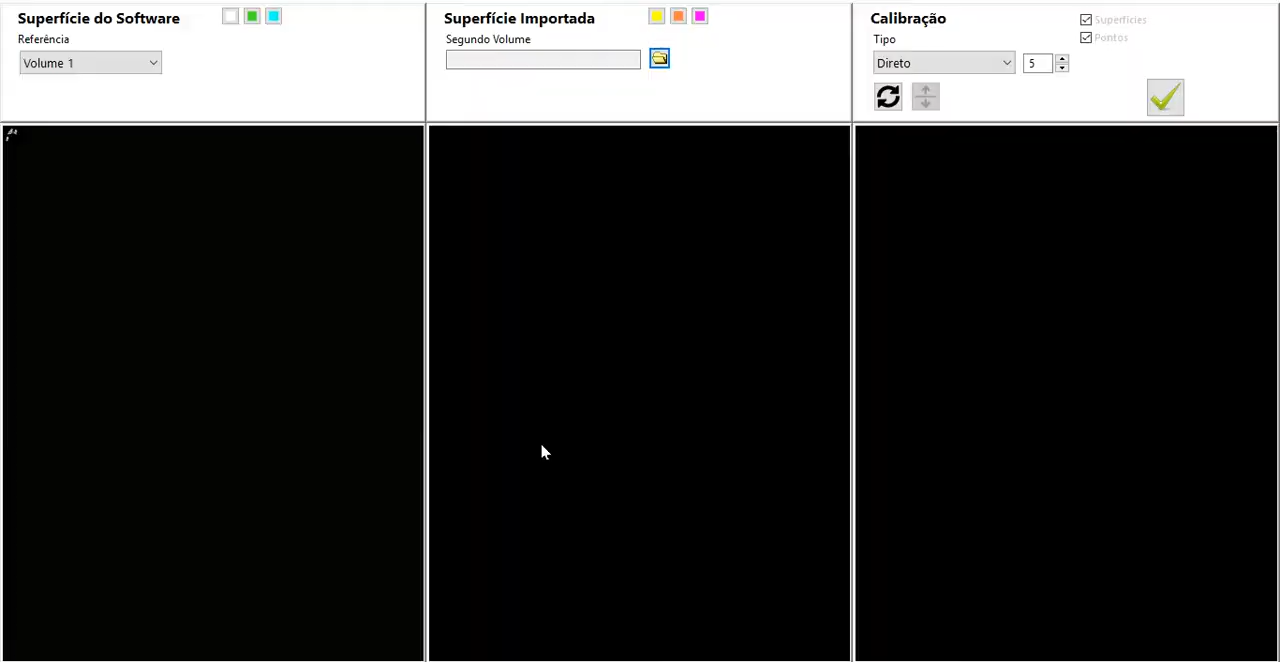 Superfície do Software
Referência
Volume 1
Superfície Importada
Segundo Volume
Calibração
Superfícies
Pontos
Tipo
Direto
5